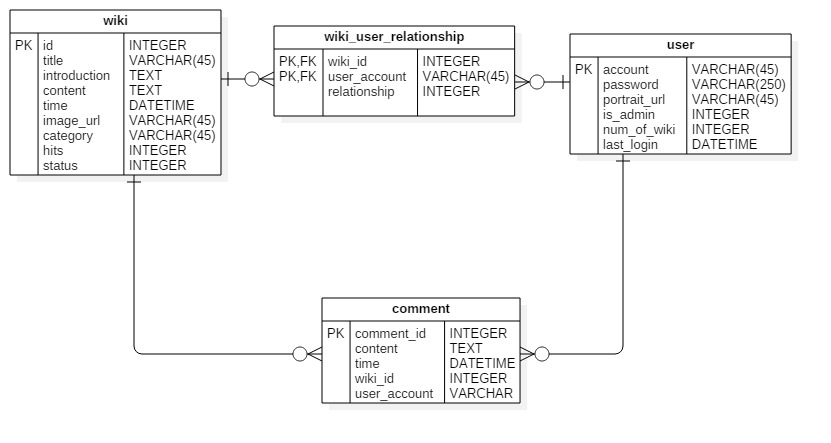 wiki
PK id INTEGER
title VARCHAR(45)
introduction TEXT
content TEXT
time DATETIME
image_url VARCHAR(45)
category VARCHAR(45)
hits INTEGER
status INTEGER
wiki_user_relationship
PK,FK wiki_id INTEGER
PK,FK user_account VARCHAR(45)
relationship INTEGER
user
PK account VARCHAR(45)
password VARCHAR(250)
portrait_url VARCHAR(45)
is_admin INTEGER
num_of_wiki INTEGER
last_login DATETIME
comment
PK comment_id INTEGER
content TEXT
time DATETIME
wiki_id INTEGER
user_account VARCHAR